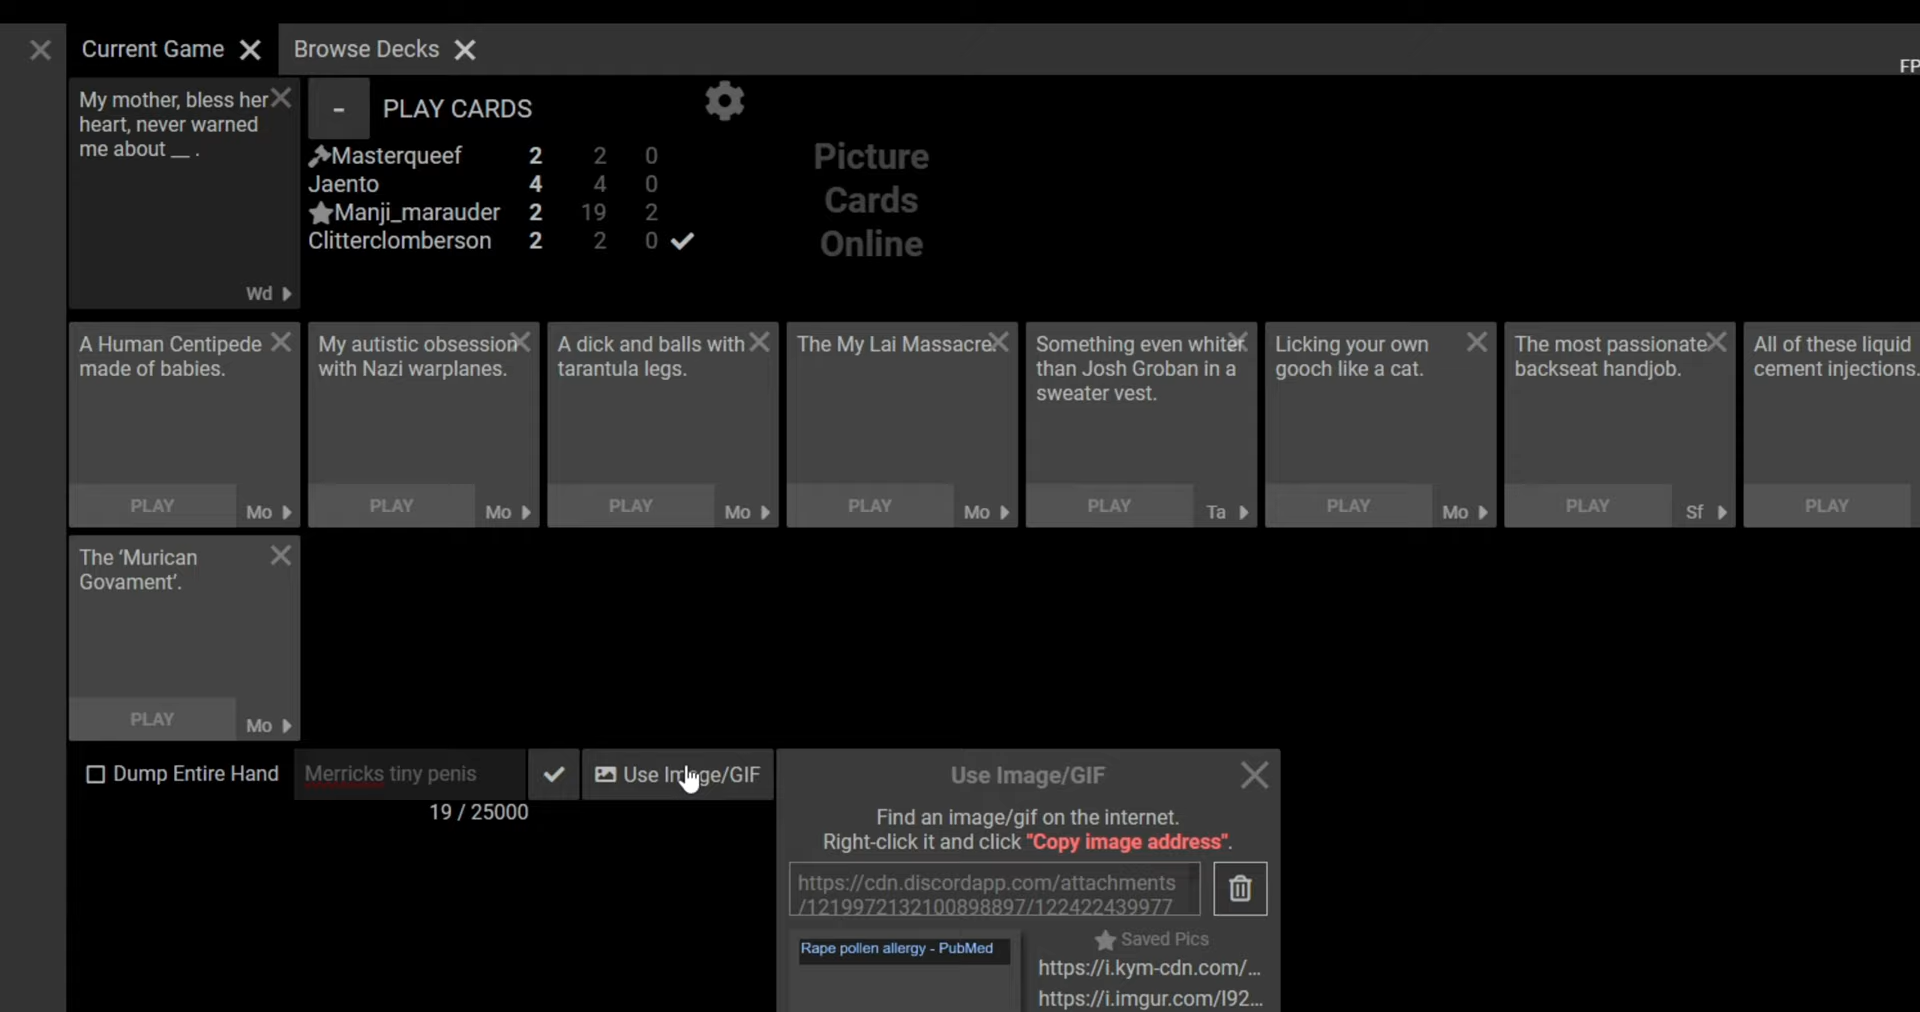 Current Game
Browse Decks
FP
My mother, bless her
heart, never warned
me about __ .
Wd
-
PLAY CARDS
Masterqueef 2 2 0
Jaento 4 4 0
Manji_marauder 2 19 2
Clitterclomberson 2 2 0
Picture
Cards
Online
A Human Centipede
made of babies.
PLAY
Mo
My autistic obsession
with Nazi warplanes.
PLAY
Mo
A dick and balls with
tarantula legs.
PLAY
Mo
The My Lai Massacre.
PLAY
Mo
Something even whiter
than Josh Groban in a
sweater vest.
PLAY
Ta
Licking your own
gooch like a cat.
PLAY
Mo
The most passionate
backseat handjob.
PLAY
Sf
All of these liquid
cement injections.
PLAY
The ‘Murican
Govament’.
PLAY
Mo
Dump Entire Hand
Merricks tiny penis
19 / 25000
Use Image/GIF
Use Image/GIF
Find an image/gif on the internet.
Right-click it and click "Copy image address".
https://cdn.discordapp.com/attachments
/1219972132100898897/122422439977
Rape pollen allergy - PubMed
Saved Pics
https://i.kym-cdn.com/...
https://i.imgur.com/I92...